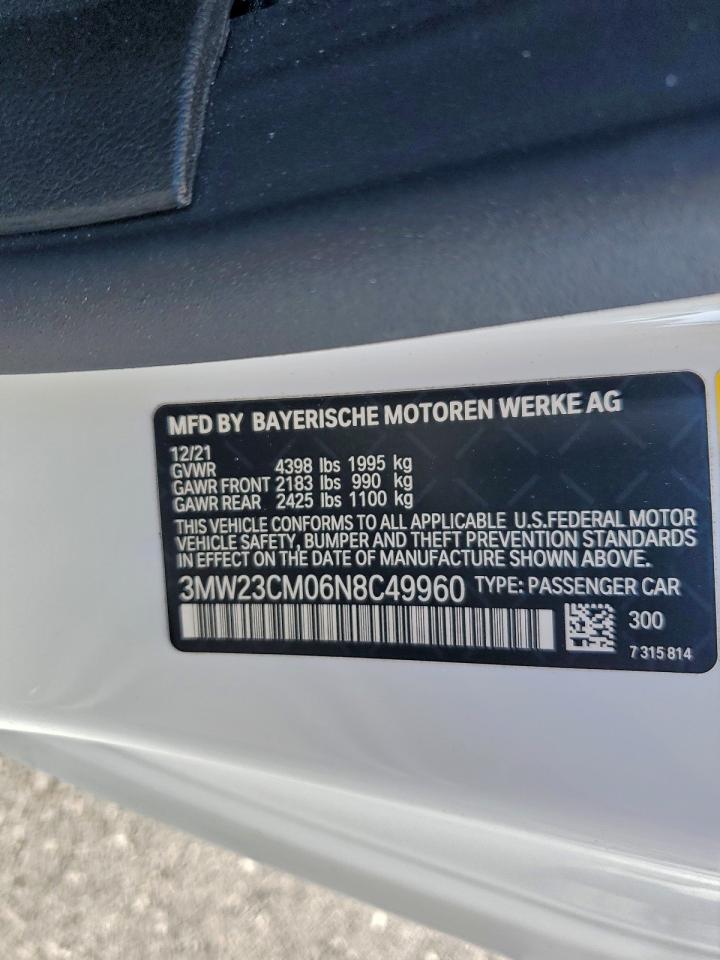 MFD BY BAYERISCHE MOTOREN WERKE AG
12/21
GVWR 4398 lbs 1995 kg
GAWR FRONT 2183 lbs 990 kg
GAWR REAR 2425 lbs 1100 kg
THIS VEHICLE CONFORMS TO ALL APPLICABLE U.S.FEDERAL MOTOR
VEHICLE SAFETY, BUMPER AND THEFT PREVENTION STANDARDS
IN EFFECT ON THE DATE OF MANUFACTURE SHOWN ABOVE.
3MW23CM06N8C49960 TYPE: PASSENGER CAR
300
7 315 814